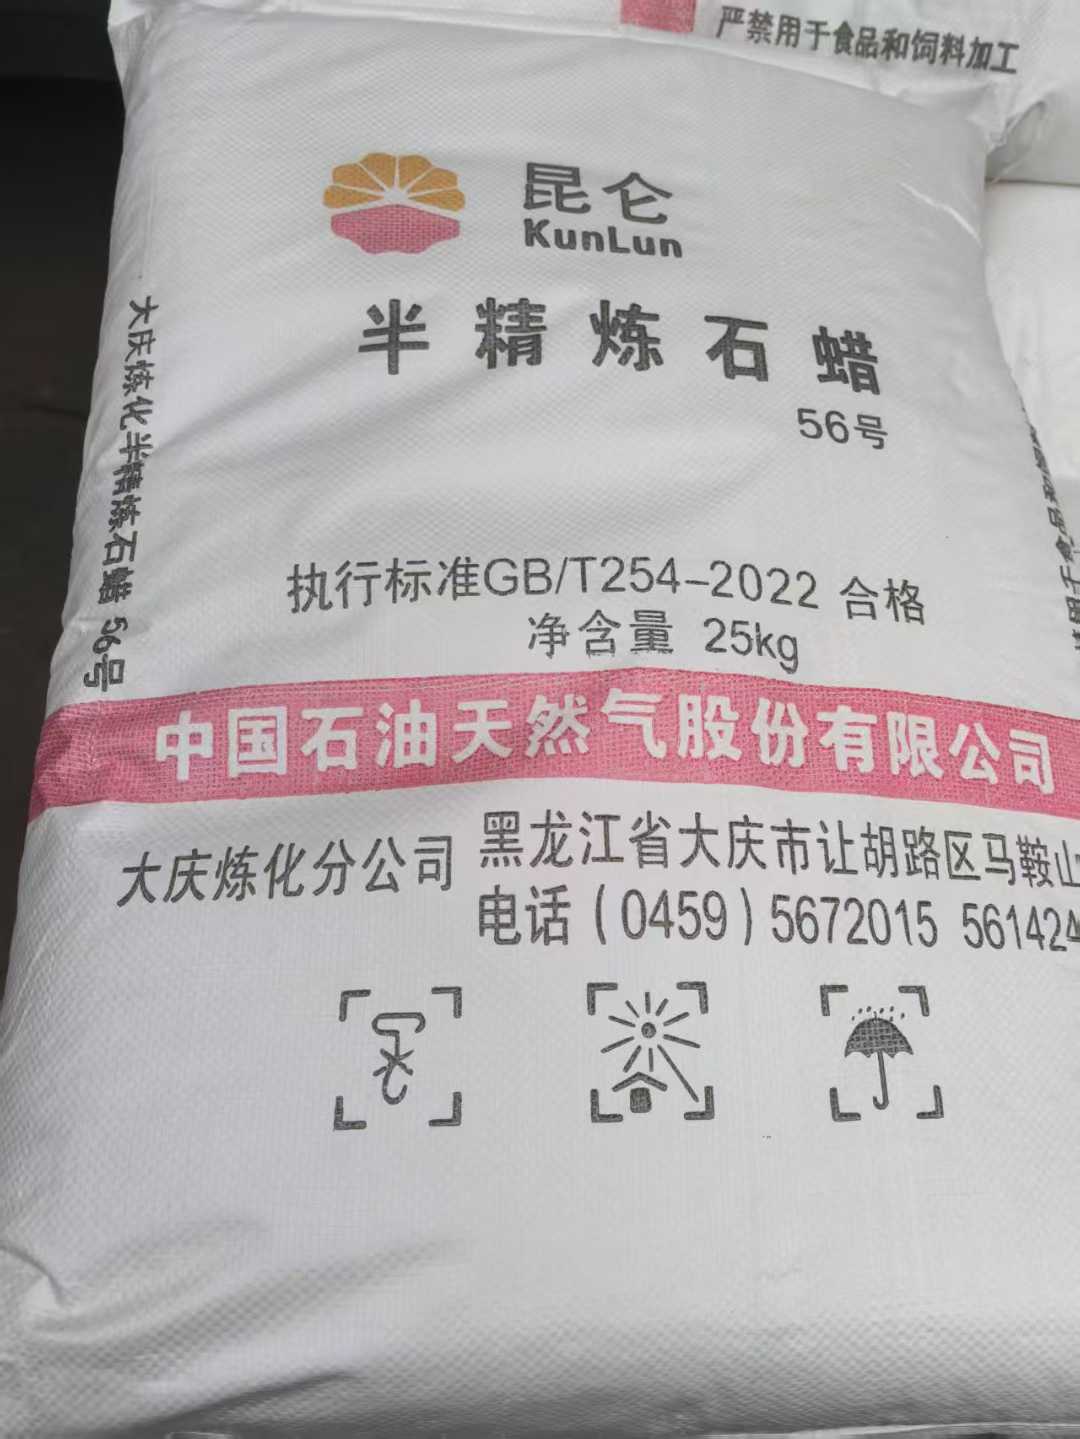 严禁用于食品和饲料加工
昆仑
KunLun
半精炼石蜡
56号
大庆炼化半精炼石蜡 56号
执行标准GB/T254-2022 合格
净含量 25kg
中国石油天然气股份有限公司
大庆炼化分公司
黑龙江省大庆市让胡路区马鞍山
电话(0459)5672015 561424